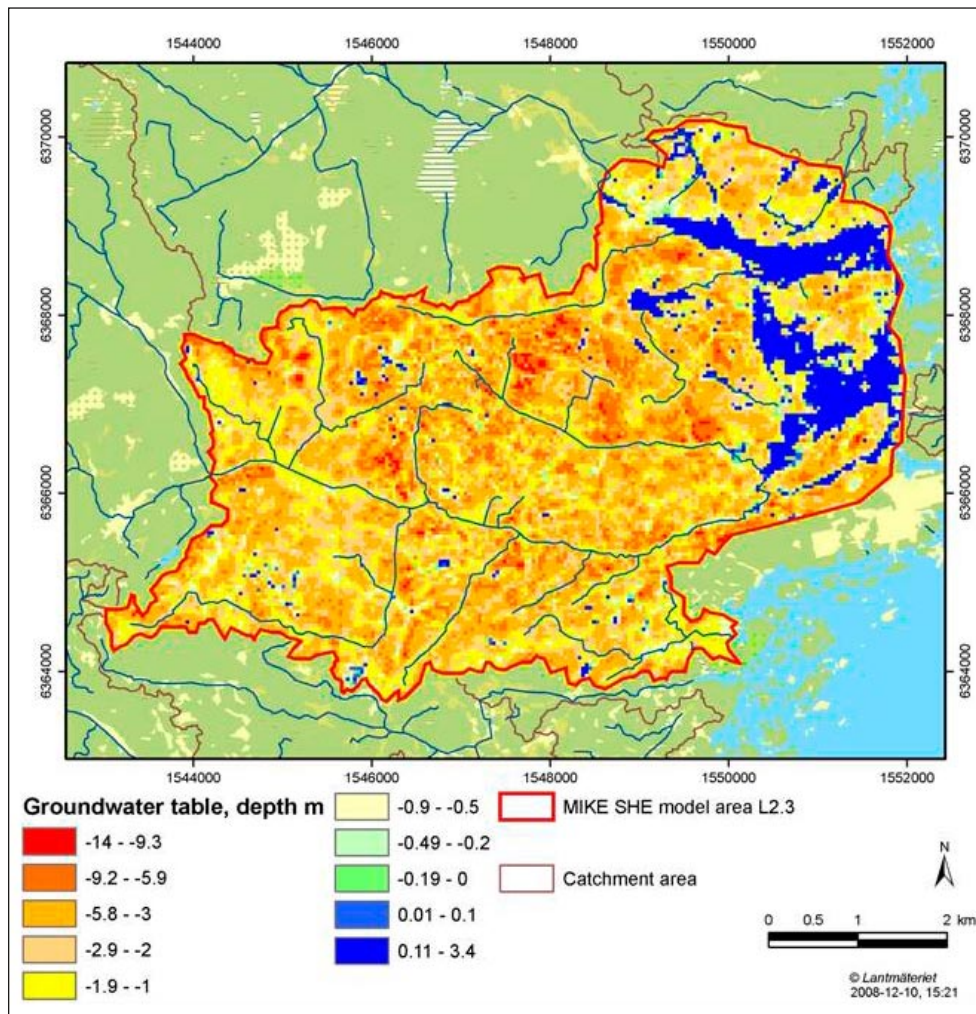 1544000 1546000 1548000 1550000 1552000
6370000 6370000
6368000 6368000
6366000 6366000
6364000 6364000
1544000 1546000 1548000 1550000 1552000
Groundwater table, depth m
-14 - -9.3
-9.2 - -5.9
-5.8 - -3
-2.9 - -2
-1.9 - -1
-0.9 - -0.5
-0.49 - -0.2
-0.19 - 0
0.01 - 0.1
0.11 - 3.4
MIKE SHE model area L2.3
Catchment area
N
0 0.5 1 2 km
© Lantmäteriet
2008-12-10, 15:21